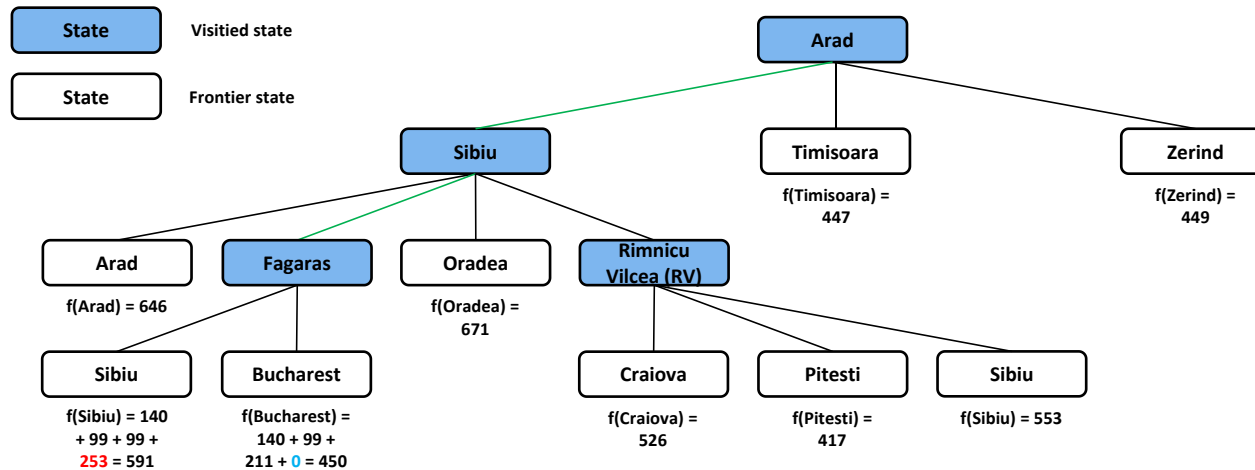 State
Visitied state
Arad
State
Frontier state
Sibiu
Timisoara
Zerind
f(Timisoara) =
447
f(Zerind) =
449
Arad
Fagaras
Oradea
Rimnicu
Vilcea (RV)
f(Arad) = 646
f(Oradea) =
671
Sibiu
Bucharest
Craiova
Pitesti
Sibiu
f(Sibiu) = 140
+ 99 + 99 +
253 = 591
f(Bucharest) =
140 + 99 +
211 + 0 = 450
f(Craiova) =
526
f(Pitesti) =
417
f(Sibiu) = 553